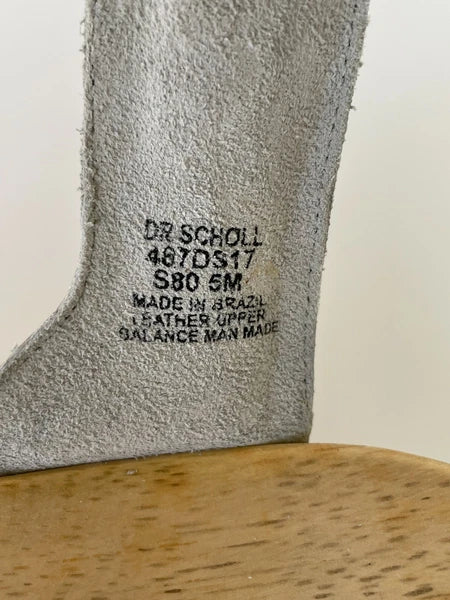 DR SCHOLL
467DS17
S80 5M
MADE IN BRAZIL
LEATHER UPPER
BALANCE MAN MADE